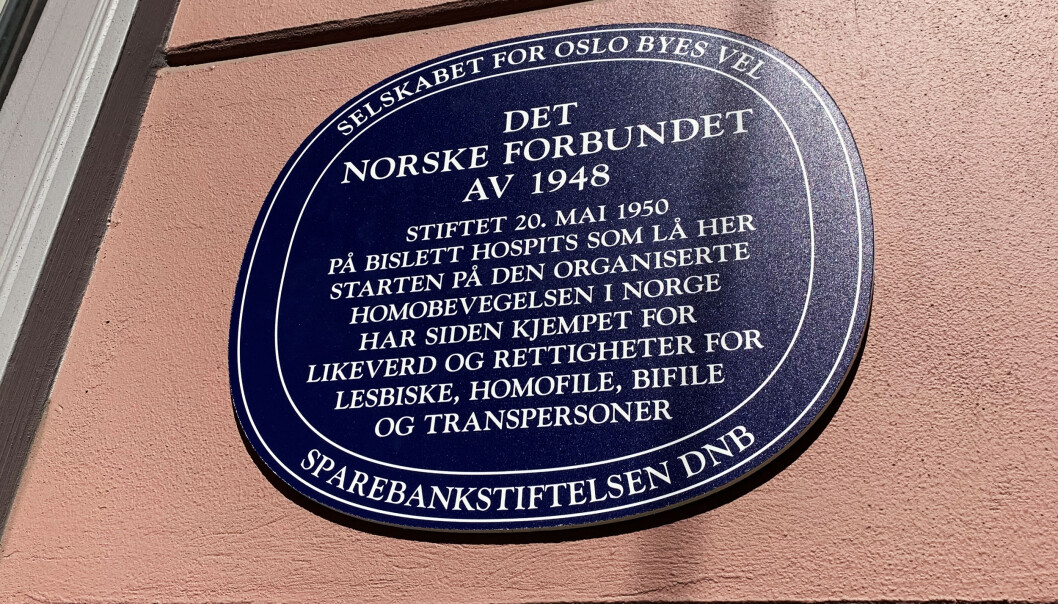 SELSKABET FOR OSLO BYES VEL
DET
NORSKE FORBUNDET
AV 1948
STIFTET 20. MAI 1950
PÅ BISLETT HOSPITS SOM LÅ HER
STARTEN PÅ DEN ORGANISERTE
HOMOBEVEGELSEN I NORGE
HAR SIDEN KJEMPET FOR
LIKEVERD OG RETTIGHETER FOR
LESBISKE, HOMOFILE, BIFILE
OG TRANSPERSONER
SPAREBANKSTIFTELSEN DNB